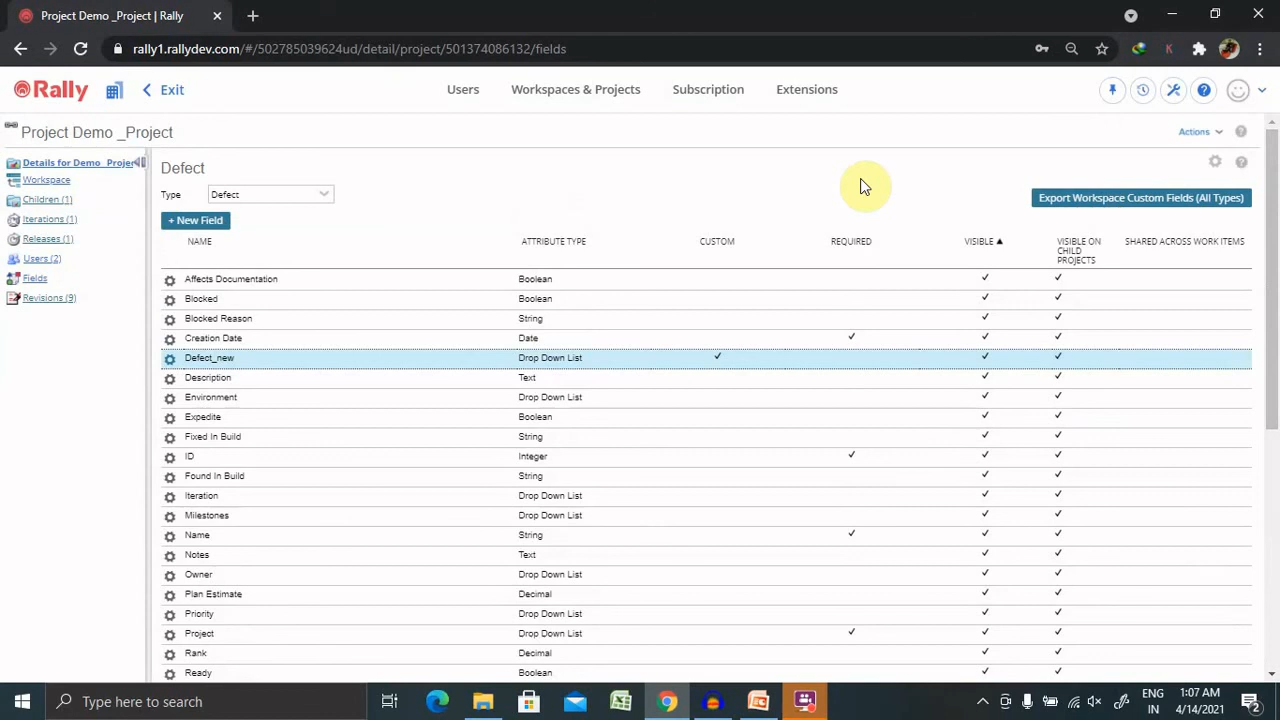 Project Demo _Project | Rally
rally1.rallydev.com/#/502785039624ud/detail/project/501374086132/fields
Rally Exit Users Workspaces & Projects Subscription Extensions
Project Demo _Project Actions
Details for Demo _Projec
Workspace
Children (1)
Iterations (1)
Releases (1)
Users (2)
Fields
Revisions (9)
Defect
Type Defect
Export Workspace Custom Fields (All Types)
+ New Field
NAME ATTRIBUTE TYPE CUSTOM REQUIRED VISIBLE VISIBLE ON CHILD PROJECTS SHARED ACROSS WORK ITEMS
Affects Documentation Boolean
Blocked Boolean
Blocked Reason String
Creation Date Date
Defect_new Drop Down List
Description Text
Environment Drop Down List
Expedite Boolean
Fixed In Build String
ID Integer
Found In Build String
Iteration Drop Down List
Milestones Drop Down List
Name String
Notes Text
Owner Drop Down List
Plan Estimate Decimal
Priority Drop Down List
Project Drop Down List
Rank Decimal
Ready Boolean
Type here to search
ENG
IN
1:07 AM
4/14/2021
2